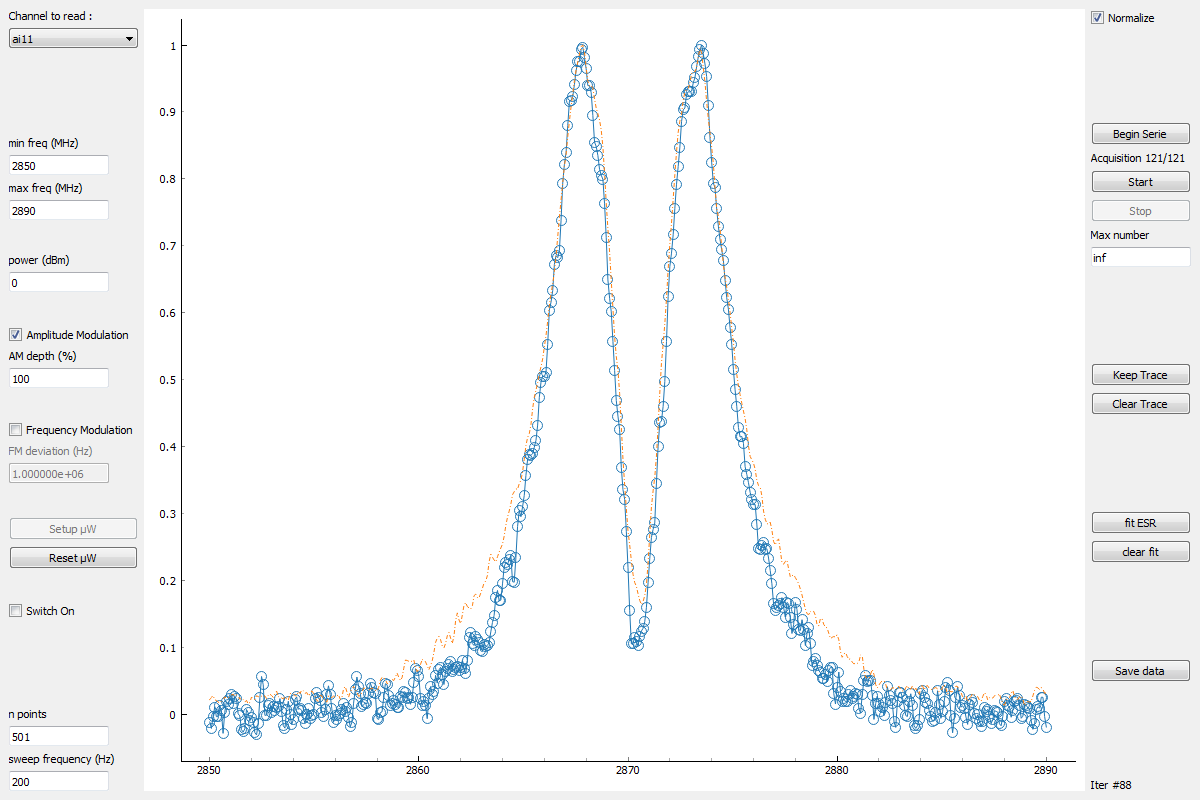 Channel to read :
ai11
min freq (MHz)
2850
max freq (MHz)
2890
power (dBm)
0
Amplitude Modulation
AM depth (%)
100
Frequency Modulation
FM deviation (Hz)
1.000000e+06
Setup µW
Reset µW
Switch On
n points
501
sweep frequency (Hz)
200
1
0.9
0.8
0.7
0.6
0.5
0.4
0.3
0.2
0.1
0
2850 2860 2870 2880 2890
Normalize
Begin Serie
Acquisition 121/121
Start
Stop
Max number
inf
Keep Trace
Clear Trace
fit ESR
clear fit
Save data
Iter #88